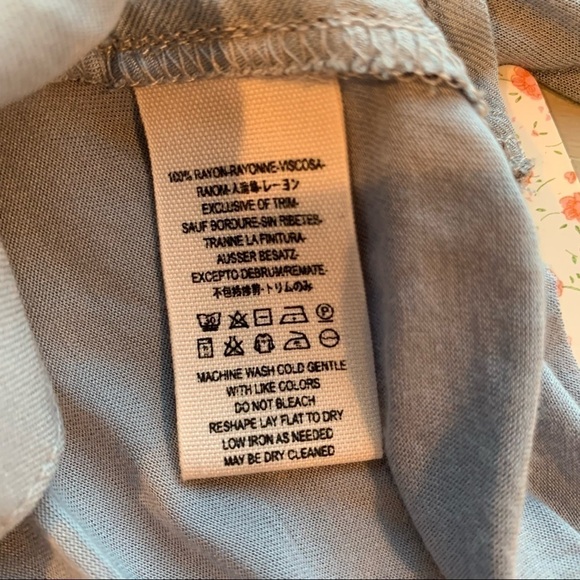 100% RAYON-RAYONNE-VISCOSA-
RAIOM-人造棉-レーヨン
EXCLUSIVE OF TRIM-
SAUF BORDURE-SIN RIBETES-
TRANNE LA FINITURA-
AUSSER BESATZ-
EXCEPTO DEBRUM/REMATE-
不包括修剪-トリムのみ
MACHINE WASH COLD GENTLE
WITH LIKE COLORS
DO NOT BLEACH
RESHAPE LAY FLAT TO DRY
LOW IRON AS NEEDED
MAY BE DRY CLEANED